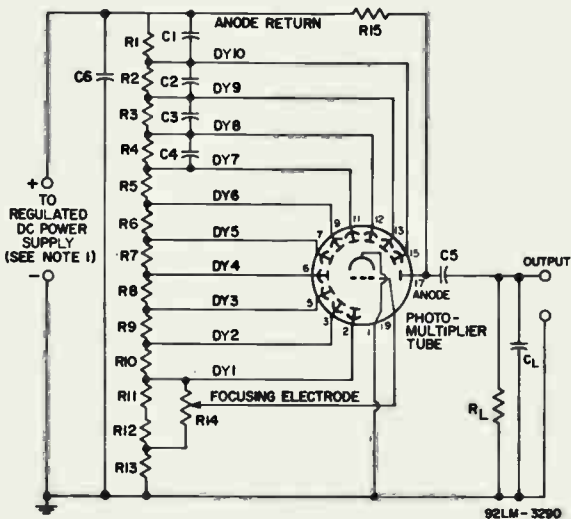 ANODE RETURN
R15
R1
C1
DY10
C6
R2
C2
DY9
R3
C3
DY8
R4
C4
DY7
R5
DY6
R6
DY5
R7
DY4
R8
DY3
R9
DY2
R10
DY1
R11
FOCUSING ELECTRODE
R14
R12
R13
+
TO
REGULATED
DC POWER
SUPPLY
(SEE NOTE 1)
-
7
9
11
12
13
15
6
17
5
3
2
1
19
ANODE
C5
OUTPUT
PHOTO-
MULTIPLIER
TUBE
RL
CL
92LM-3290